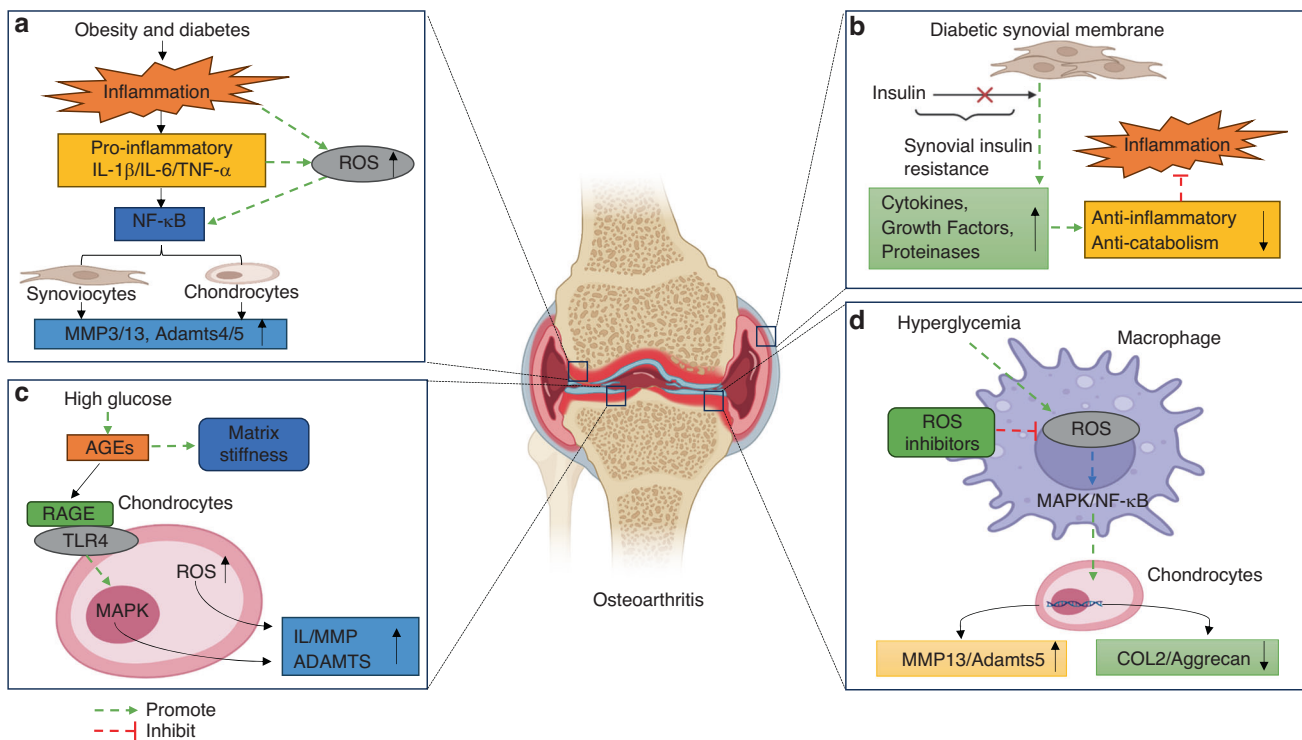 a
Obesity and diabetes
Inflammation
Pro-inflammatory
IL-1β/IL-6/TNF-α
ROS
NF-κB
Synoviocytes
Chondrocytes
MMP3/13, Adamts4/5
b
Diabetic synovial membrane
Insulin
Synovial insulin
resistance
Inflammation
Cytokines,
Growth Factors,
Proteinases
Anti-inflammatory
Anti-catabolism
c
High glucose
AGEs
Matrix
stiffness
Chondrocytes
RAGE
TLR4
ROS
MAPK
IL/MMP
ADAMTS
Osteoarthritis
d
Hyperglycemia
Macrophage
ROS
inhibitors
ROS
MAPK/NF-κB
Chondrocytes
MMP13/Adamts5
COL2/Aggrecan
Promote
Inhibit